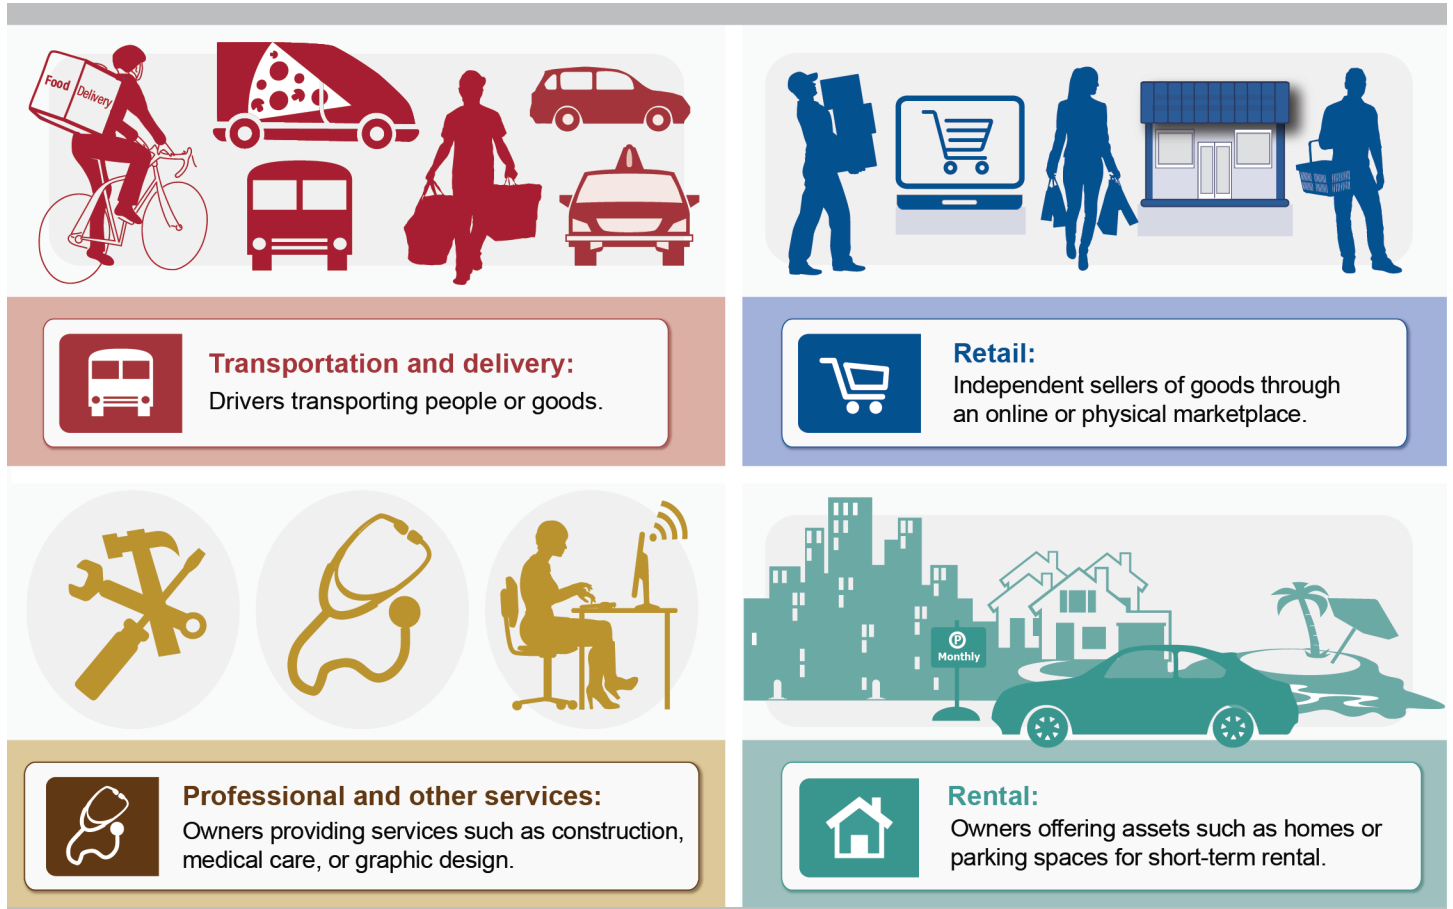 Food Delivery
Transportation and delivery:
Drivers transporting people or goods.
Retail:
Independent sellers of goods through
an online or physical marketplace.
P
Monthly
Professional and other services:
Owners providing services such as construction,
medical care, or graphic design.
Rental:
Owners offering assets such as homes or
parking spaces for short-term rental.